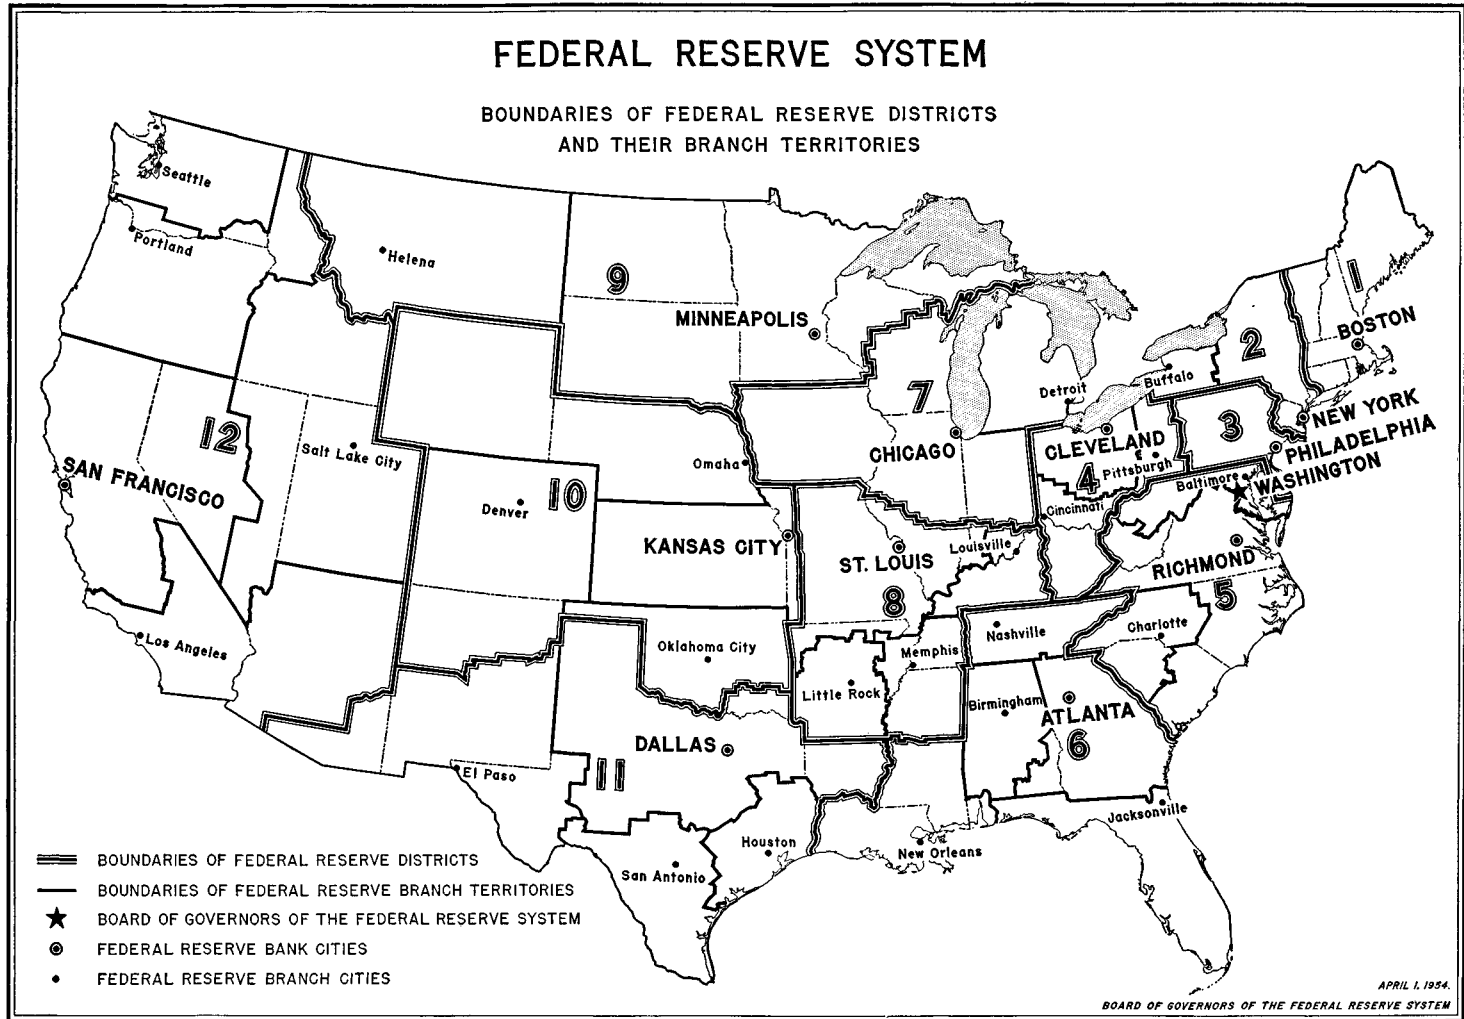 FEDERAL RESERVE SYSTEM
BOUNDARIES OF FEDERAL RESERVE DISTRICTS
AND THEIR BRANCH TERRITORIES
Seattle
Portland
Helena
9
MINNEAPOLIS
1
BOSTON
2
Buffalo
Detroit
7
CHICAGO
NEW YORK
3
PHILADELPHIA
WASHINGTON
CLEVELAND
4
Pittsburgh
Baltimore
Cincinnati
12
SAN FRANCISCO
Salt Lake City
Omaha
10
Denver
KANSAS CITY
ST. LOUIS
Louisville
8
RICHMOND
5
Los Angeles
Oklahoma City
Nashville
Charlotte
Memphis
Little Rock
Birmingham
ATLANTA
6
DALLAS
11
El Paso
Jacksonville
Houston
New Orleans
San Antonio
BOUNDARIES OF FEDERAL RESERVE DISTRICTS
BOUNDARIES OF FEDERAL RESERVE BRANCH TERRITORIES
BOARD OF GOVERNORS OF THE FEDERAL RESERVE SYSTEM
FEDERAL RESERVE BANK CITIES
FEDERAL RESERVE BRANCH CITIES
APRIL 1, 1954.
BOARD OF GOVERNORS OF THE FEDERAL RESERVE SYSTEM